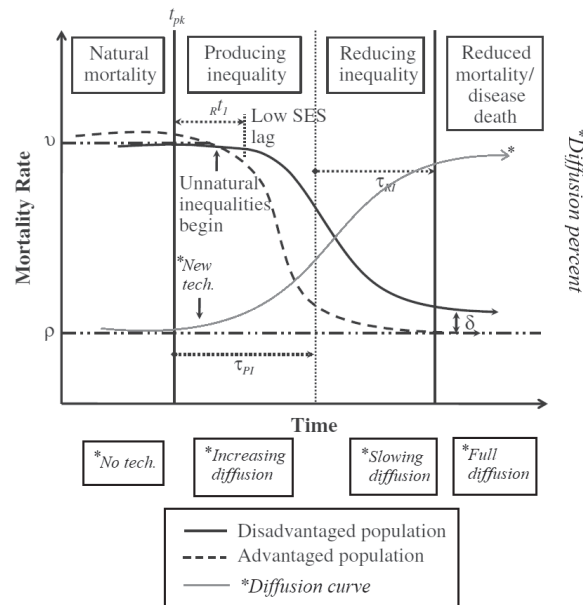 t_pk
Natural
mortality
Producing
inequality
Reducing
inequality
Reduced
mortality/
disease
death
_R t_1
Low SES
lag
υ
*
Unnatural
inequalities
begin
τ_RI
*New
tech.
ρ
δ
τ_PI
Mortality Rate
*Diffusion percent
Time
*No tech.
*Increasing
diffusion
*Slowing
diffusion
*Full
diffusion
Disadvantaged population
Advantaged population
*Diffusion curve